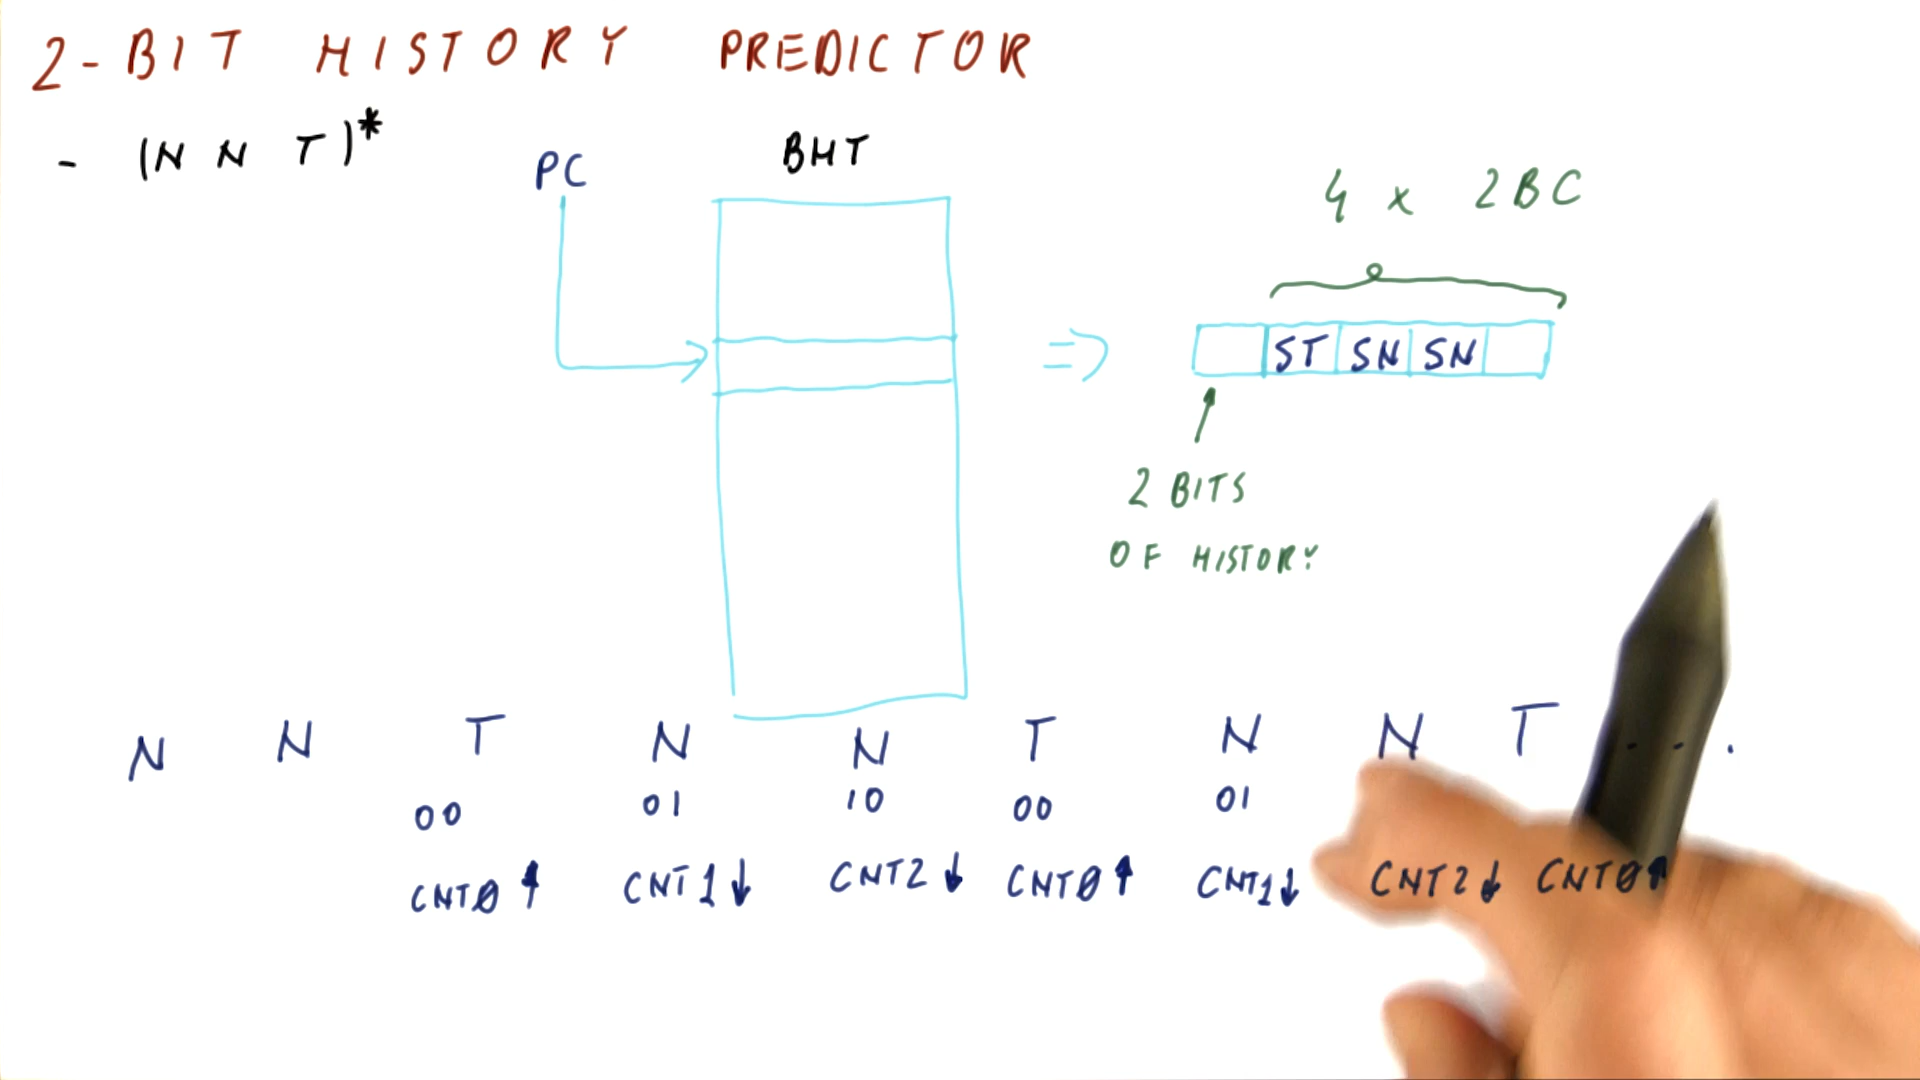 2-BIT HISTORY PREDICTOR
- (N N T)*
PC
BHT
4 x 2BC
ST SN SN
2 BITS
OF HISTORY
N N T N N T N N T . . .
00 01 10 00 01
CNT0↑ CNT1↓ CNT2↓ CNT0↑ CNT1↓ CNT2↓ CNT0↑